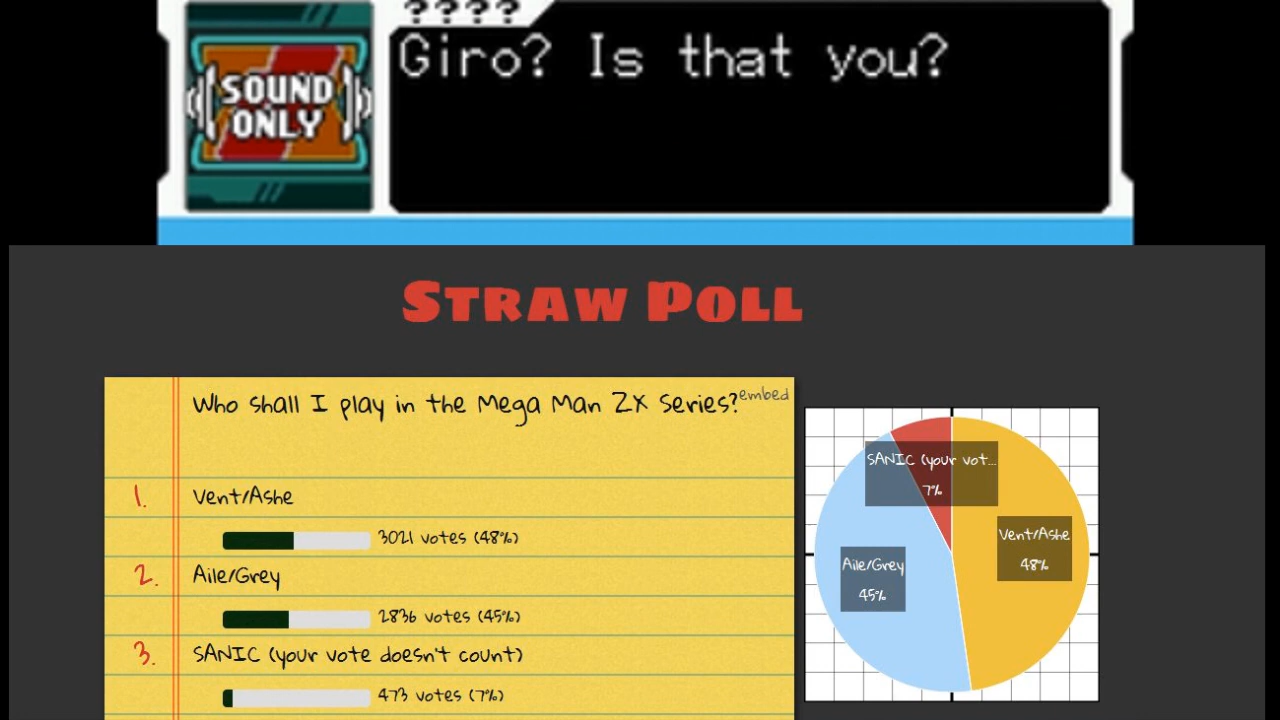 ????
Giro? Is that you?
SOUND
ONLY
STRAW POLL
Who shall I play in the Mega Man ZX Series?
embed
1.
Vent/Ashe
3021 votes (48%)
2.
Aile/Grey
2836 votes (45%)
3.
SANIC (your vote doesn't count)
473 votes (7%)
SANIC (your vot...
7%
Vent/Ashe
48%
Aile/Grey
45%